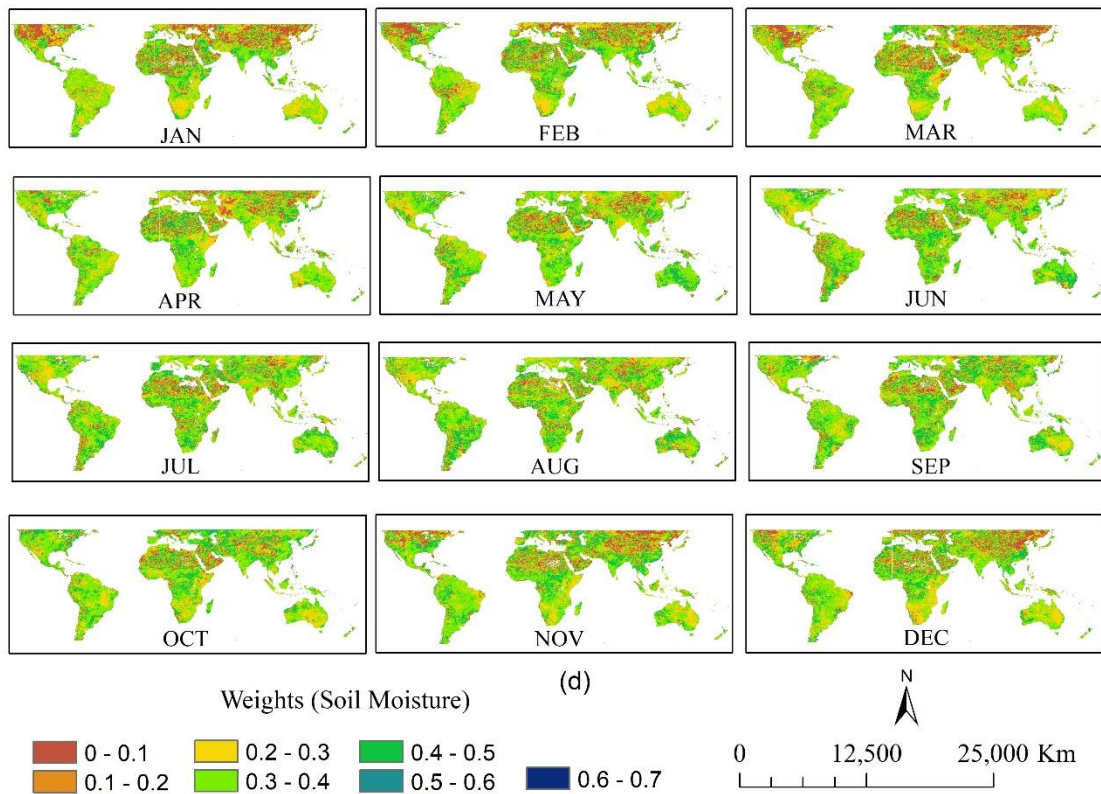 JAN
FEB
MAR
APR
MAY
JUN
JUL
AUG
SEP
OCT
NOV
DEC
(d)
N
Weights (Soil Moisture)
0 - 0.1
0.2 - 0.3
0.4 - 0.5
0.1 - 0.2
0.3 - 0.4
0.5 - 0.6
0.6 - 0.7
0 12,500 25,000 Km